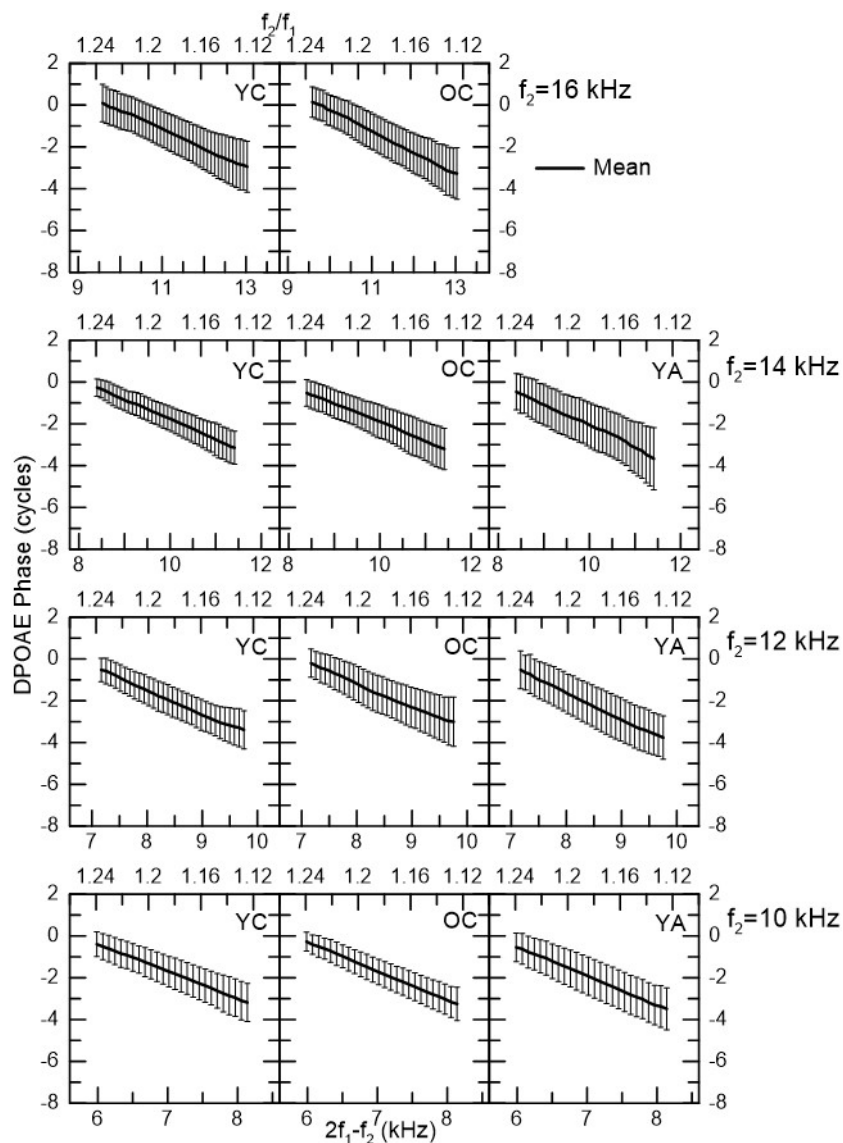 f₂/f₁
1.24 1.2 1.16 1.12 1.24 1.2 1.16 1.12
2 YC OC f₂=16 kHz
0
-2 Mean
-4
-6
-8
9 11 13 9 11 13
1.24 1.2 1.16 1.12 1.24 1.2 1.16 1.12 1.24 1.2 1.16 1.12
2 YC OC YA 2 f₂=14 kHz
0 0
-2 -2
-4 -4
-6 -6
-8 -8
8 10 12 8 10 12 8 10 12
DPOAE Phase (cycles)
1.24 1.2 1.16 1.12 1.24 1.2 1.16 1.12 1.24 1.2 1.16 1.12
2 YC OC YA 2 f₂=12 kHz
0 0
-2 -2
-4 -4
-6 -6
-8 -8
7 8 9 10 7 8 9 10 7 8 9 10
1.24 1.2 1.16 1.12 1.24 1.2 1.16 1.12 1.24 1.2 1.16 1.12
2 YC OC YA 2 f₂=10 kHz
0 0
-2 -2
-4 -4
-6 -6
-8 -8
6 7 8 6 7 8 6 7 8
2f₁-f₂ (kHz)